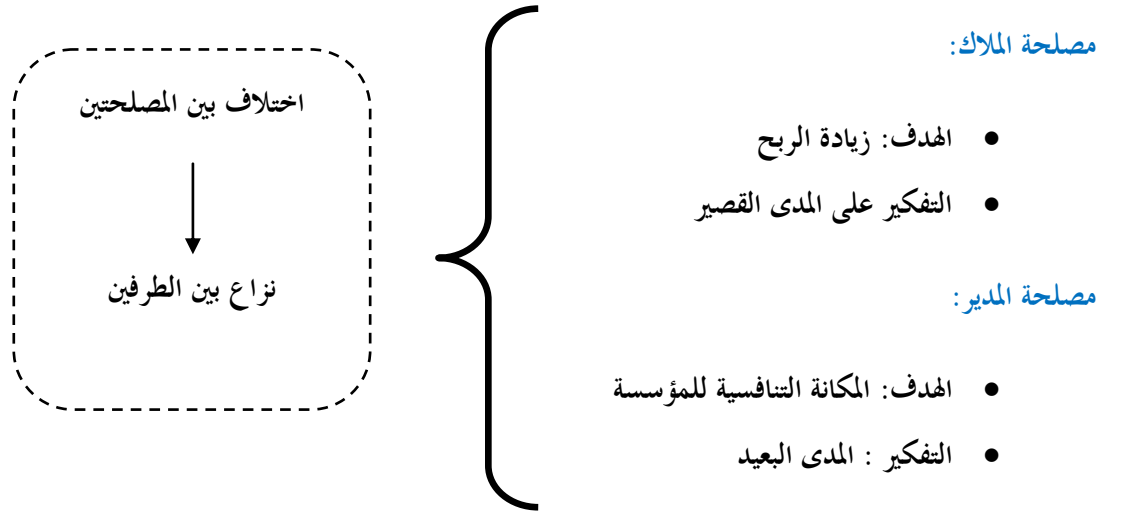 مصلحة الملاك:
الهدف: زيادة الربح
التفكير على المدى القصير
مصلحة المدير:
الهدف: المكانة التنافسية للمؤسسة
التفكير : المدى البعيد
اختلاف بين المصلحتين
نزاع بين الطرفين